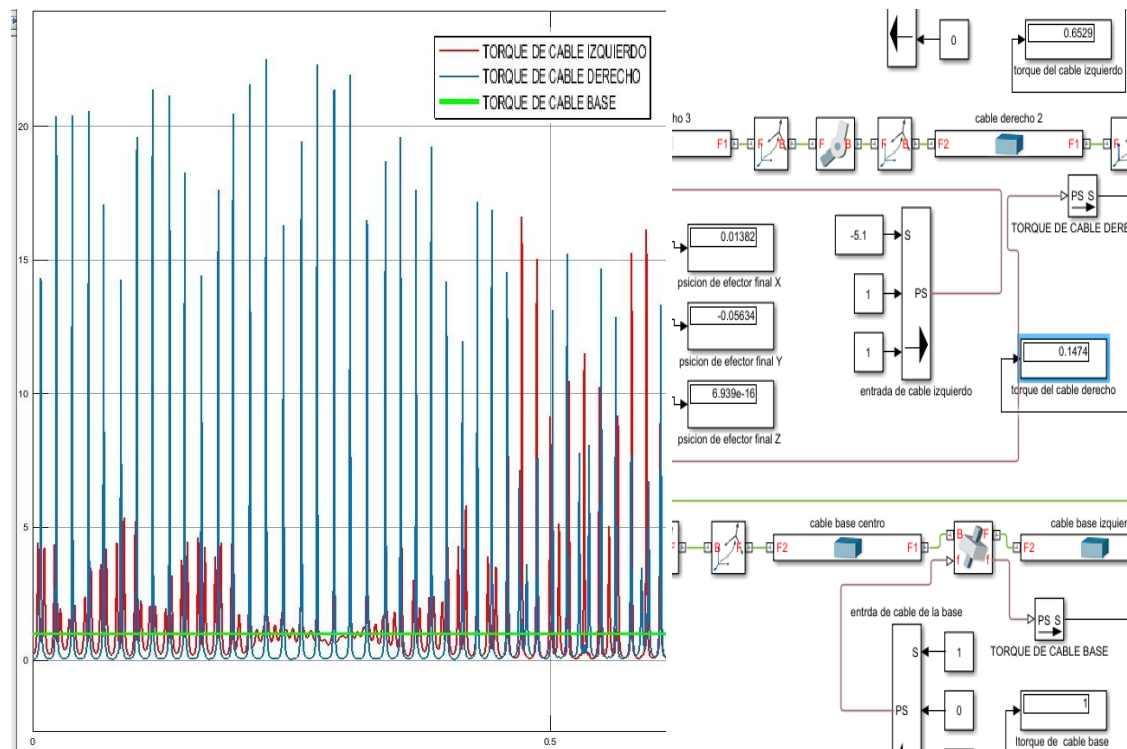 TORQUE DE CABLE IZQUIERDO
TORQUE DE CABLE DERECHO
TORQUE DE CABLE BASE
20
15
10
5
0
0
0.5
0
0.6529
torque del cable izquierdo
ho 3
cable derecho 2
F1
F
B
F
F2
F1
PS S
TORQUE DE CABLE DERE
0.01382
psicion de efector final X
-0.05634
psicion de efector final Y
6.939e-16
psicion de efector final Z
-5.1
S
1
PS
1
entrada de cable izquierdo
0.1474
torque del cable derecho
cable base centro
cable base izquier
B
F
F2
F1
B
F
f
f
F2
entrda de cable de la base
PS S
TORQUE DE CABLE BASE
S
1
PS
0
1
ltorque de cable base